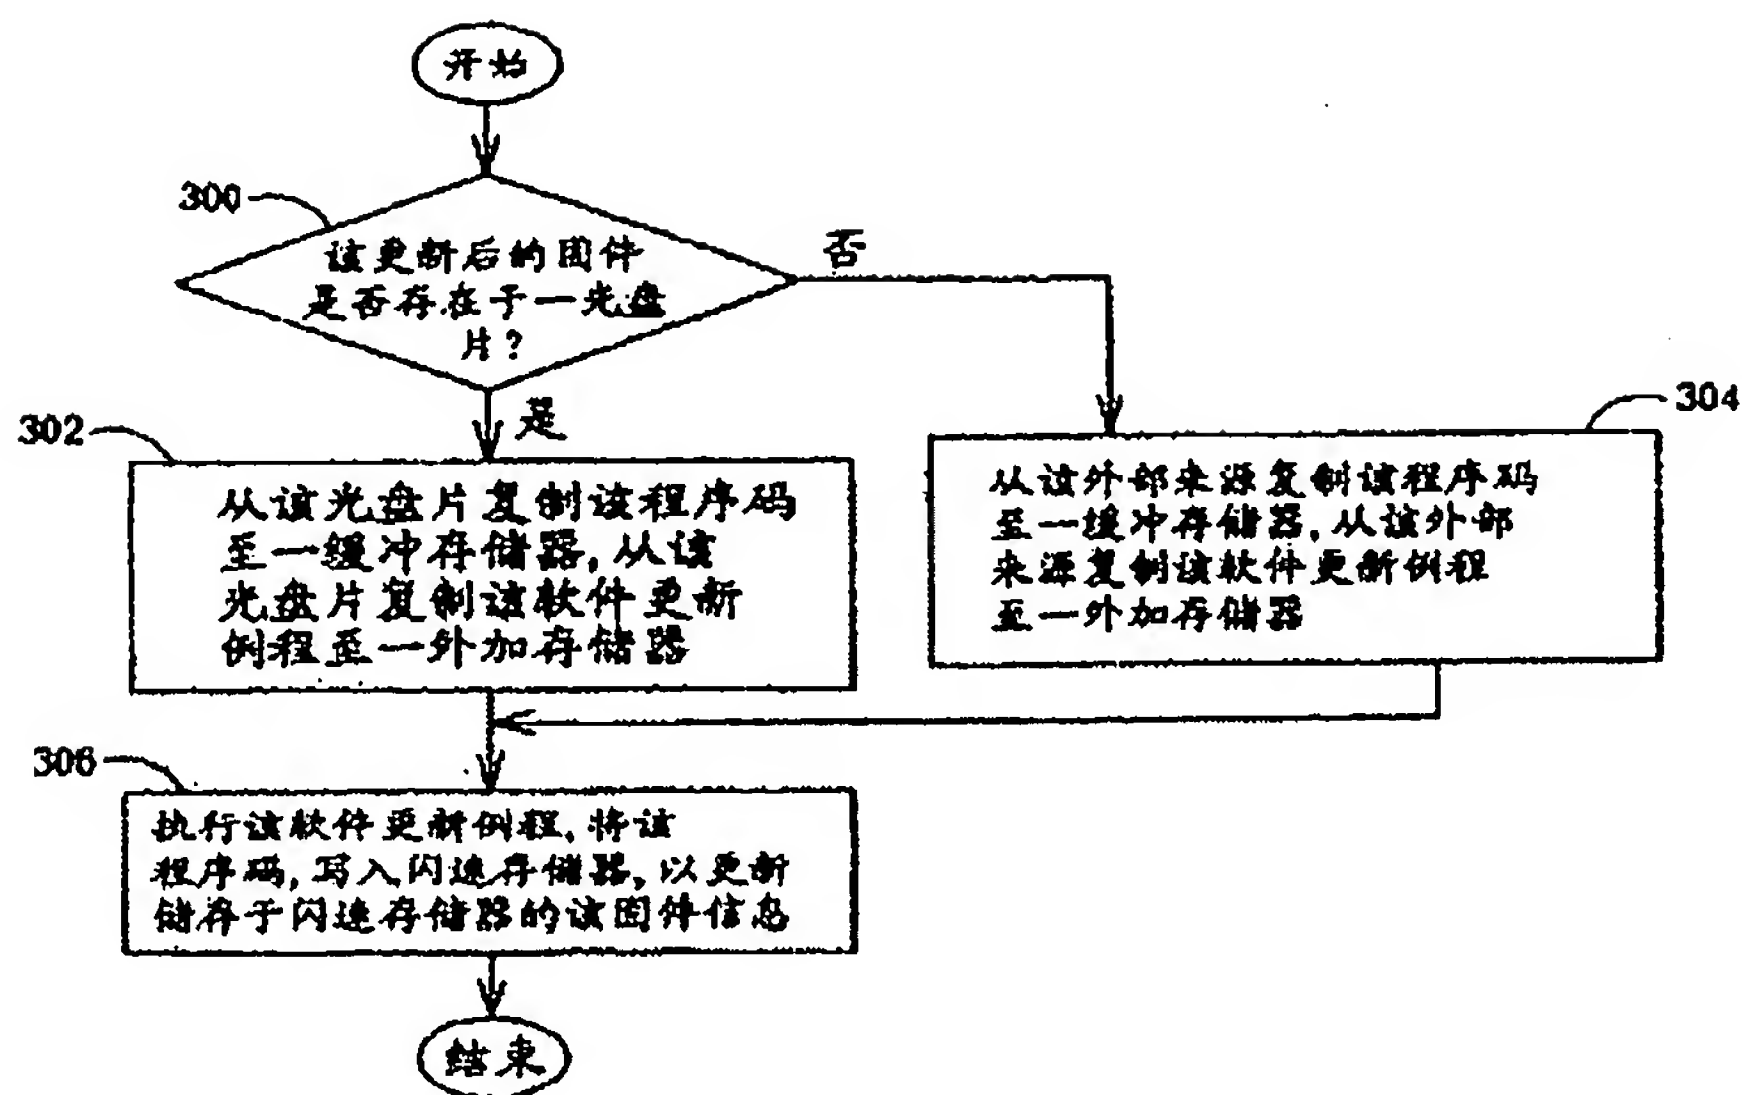 开始
300
该更新后的固件
是否存在于一光盘
片?
否
是
302
从该光盘片复制该程序码
至一缓冲存储器,从该
光盘片复制该软件更新
例程至一外加存储器
304
从该外部来源复制该程序码
至一缓冲存储器,从该外部
来源复制该软件更新例程
至一外加存储器
306
执行该软件更新例程,将该
程序码,写入闪速存储器,以更新
储存于闪速存储器的该固件信息
结束